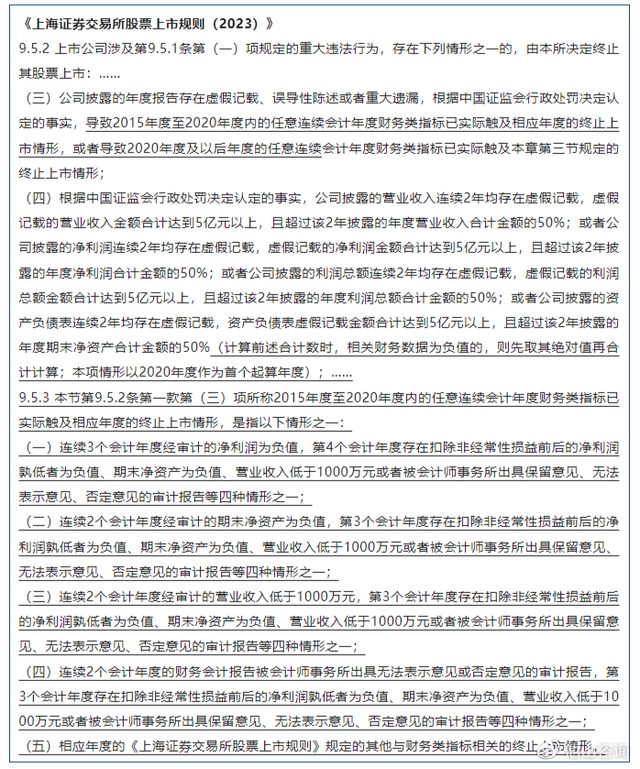 《上海证券交易所股票上市规则（2023）》
9.5.2 上市公司涉及第9.5.1条第（一）项规定的重大违法行为，存在下列情形之一的，由本所决定终止
其股票上市：……
（三）公司披露的年度报告存在虚假记载、误导性陈述或者重大遗漏，根据中国证监会行政处罚决定认
定的事实，导致2015年度至2020年度内的任意连续会计年度财务类指标已实际触及相应年度的终止上
市情形，或者导致2020年度及以后年度的任意连续会计年度财务类指标已实际触及本章第三节规定的
终止上市情形；
（四）根据中国证监会行政处罚决定认定的事实，公司披露的营业收入连续2年均存在虚假记载，虚假
记载的营业收入金额合计达到5亿元以上，且超过该2年披露的年度营业收入合计金额的50%；或者公
司披露的净利润连续2年均存在虚假记载，虚假记载的净利润金额合计达到5亿元以上，且超过该2年披
露的年度净利润合计金额的50%；或者公司披露的利润总额连续2年均存在虚假记载，虚假记载的利润
总额金额合计达到5亿元以上，且超过该2年披露的年度利润总额合计金额的50%；或者公司披露的资
产负债表连续2年均存在虚假记载，资产负债表虚假记载金额合计达到5亿元以上，且超过该2年披露的
年度期末净资产合计金额的50%（计算前述合计数时，相关财务数据为负值的，则先取其绝对值再合
计计算；本项情形以2020年度作为首个起算年度）；……
9.5.3 本节第9.5.2条第一款第（三）项所称2015年度至2020年度内的任意连续会计年度财务类指标已
实际触及相应年度的终止上市情形，是指以下情形之一：
（一）连续3个会计年度经审计的净利润为负值，第4个会计年度存在扣除非经常性损益前后的净利润
孰低者为负值、期末净资产为负值、营业收入低于1000万元或者被会计师事务所出具保留意见、无法
表示意见、否定意见的审计报告等四种情形之一；
（二）连续2个会计年度经审计的期末净资产为负值，第3个会计年度存在扣除非经常性损益前后的净
利润孰低者为负值、期末净资产为负值、营业收入低于1000万元或者被会计师事务所出具保留意见、
无法表示意见、否定意见的审计报告等四种情形之一；
（三）连续2个会计年度经审计的营业收入低于1000万元，第3个会计年度存在扣除非经常性损益前后
的净利润孰低者为负值、期末净资产为负值、营业收入低于1000万元或者被会计师事务所出具保留意
见、无法表示意见、否定意见的审计报告等四种情形之一；
（四）连续2个会计年度的财务会计报告被会计师事务所出具无法表示意见或否定意见的审计报告，第
3个会计年度存在扣除非经常性损益前后的净利润孰低者为负值、期末净资产为负值、营业收入低于10
00万元或者被会计师事务所出具保留意见、无法表示意见、否定意见的审计报告等四种情形之一；
（五）相应年度的《上海证券交易所股票上市规则》规定的其他与财务类指标相关的终止上市情形。